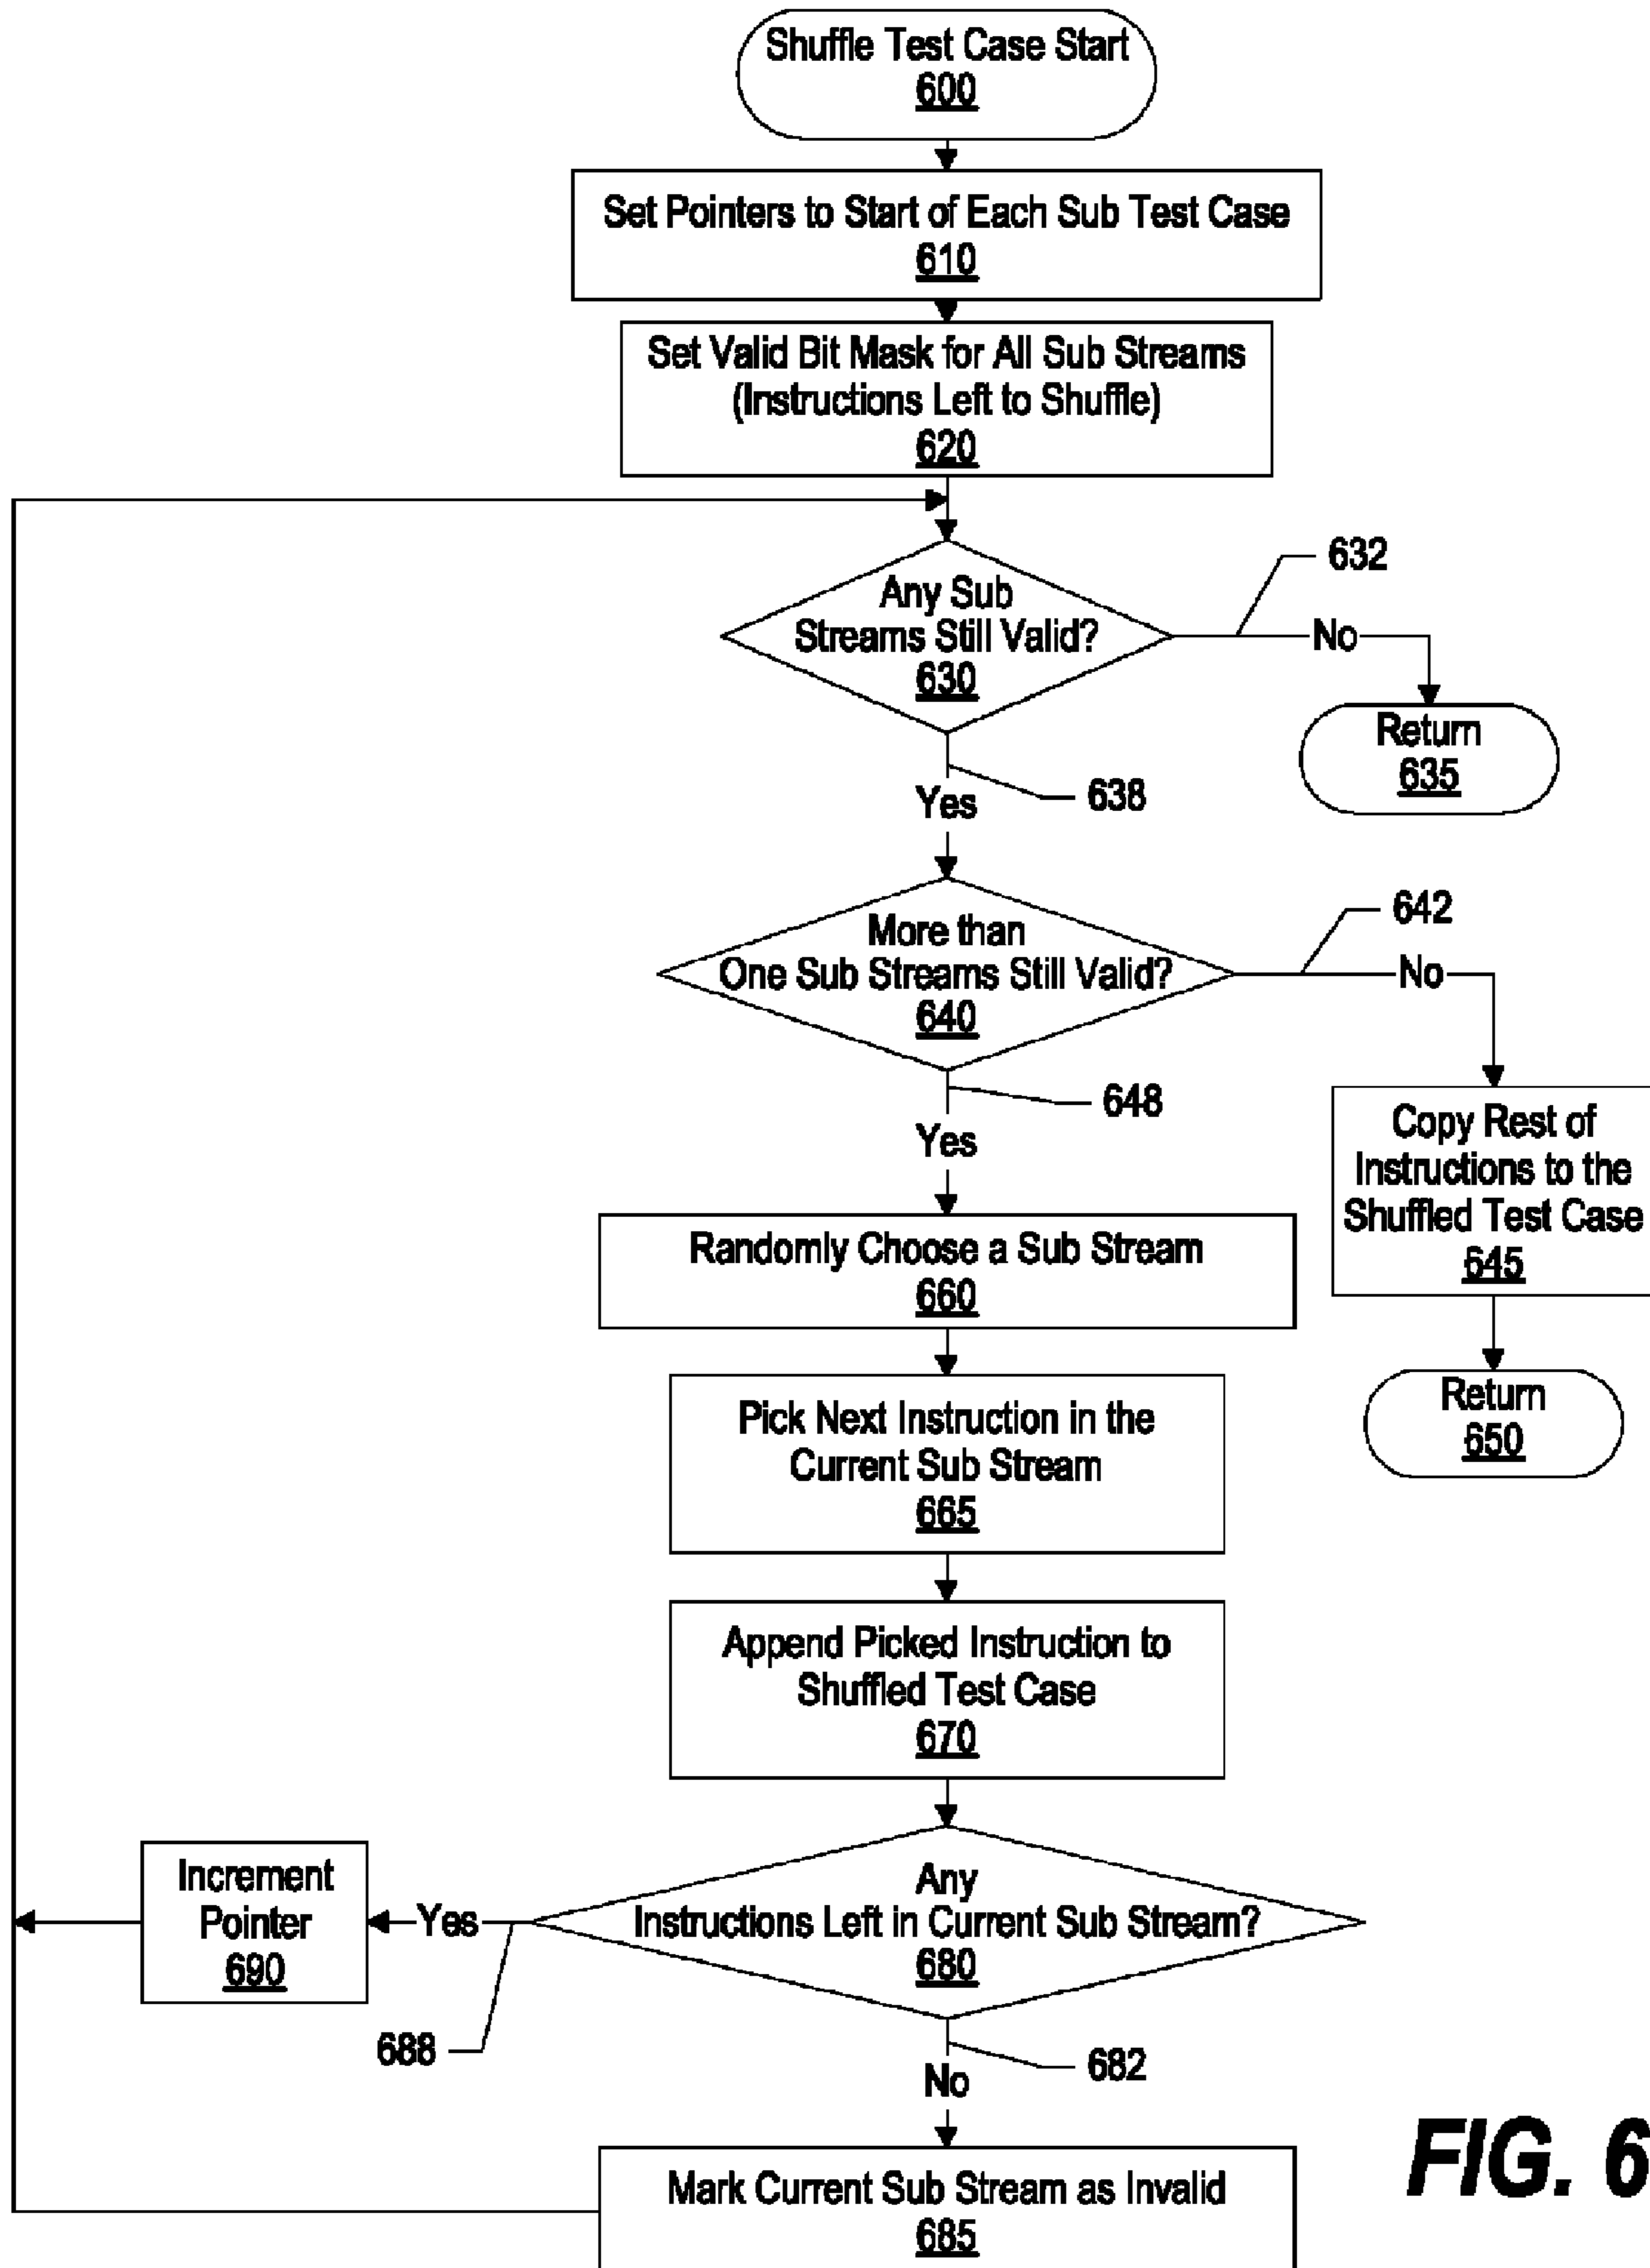 Shuffle Test Case Start
600
Set Pointers to Start of Each Sub Test Case
610
Set Valid Bit Mask for All Sub Streams
(Instructions Left to Shuffle)
620
Any Sub
Streams Still Valid?
630
632
No
Return
635
638
Yes
More than
One Sub Streams Still Valid?
640
642
No
648
Yes
Copy Rest of
Instructions to the
Shuffled Test Case
645
Return
650
Randomly Choose a Sub Stream
660
Pick Next Instruction in the
Current Sub Stream
665
Append Picked Instruction to
Shuffled Test Case
670
Any
Instructions Left in Current Sub Stream?
680
Yes
Increment
Pointer
690
688
682
No
Mark Current Sub Stream as Invalid
685
FIG. 6